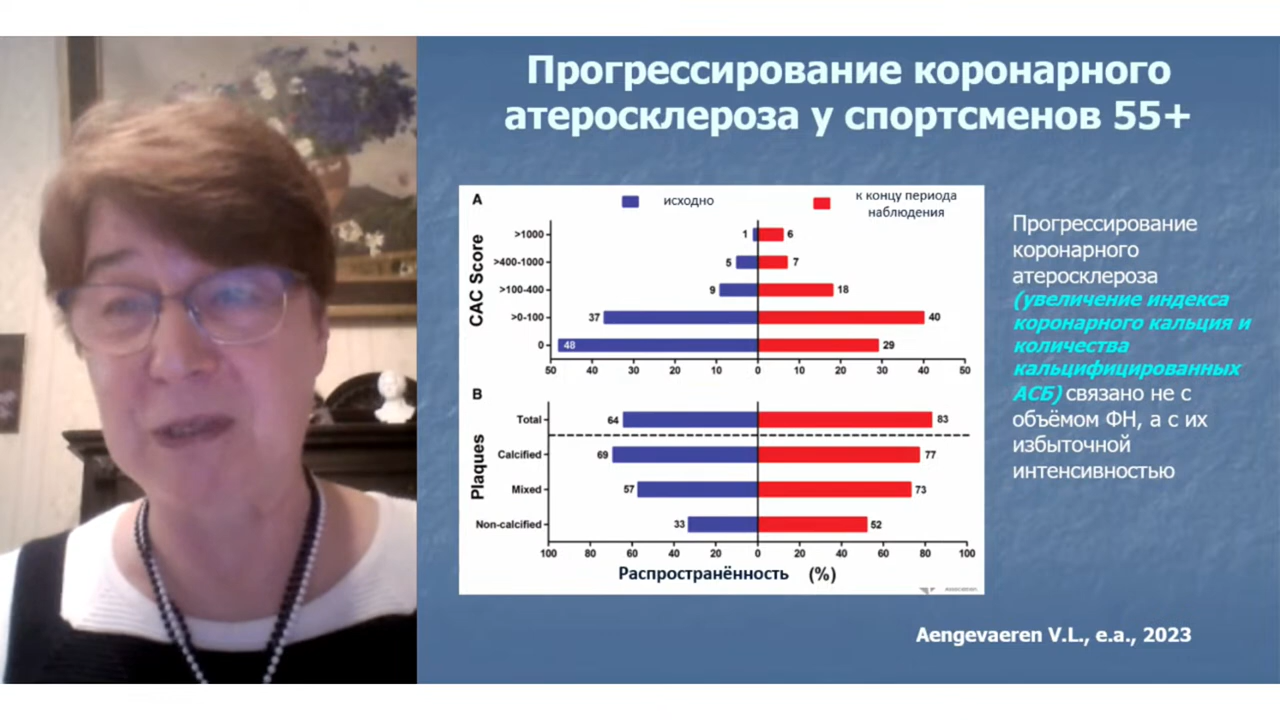 Прогрессирование коронарного
атеросклероза у спортсменов 55+
A
исходно
к концу периода
наблюдения
CAC Score
>1000
1
6
>400-1000
5
7
>100-400
9
18
>0-100
37
40
0
48
29
50 40 30 20 10 0 10 20 30 40 50
B
Plaques
Total
64
83
Calcified
69
77
Mixed
57
73
Non-calcified
33
52
100 80 60 40 20 0 20 40 60 80 100
Распространённость (%)
Прогрессирование
коронарного
атеросклероза
(увеличение индекса
коронарного кальция и
количества
кальцифицированных
АСБ) связано не с
объёмом ФН, а с их
избыточной
интенсивностью
Aengevaeren V.L., e.a., 2023